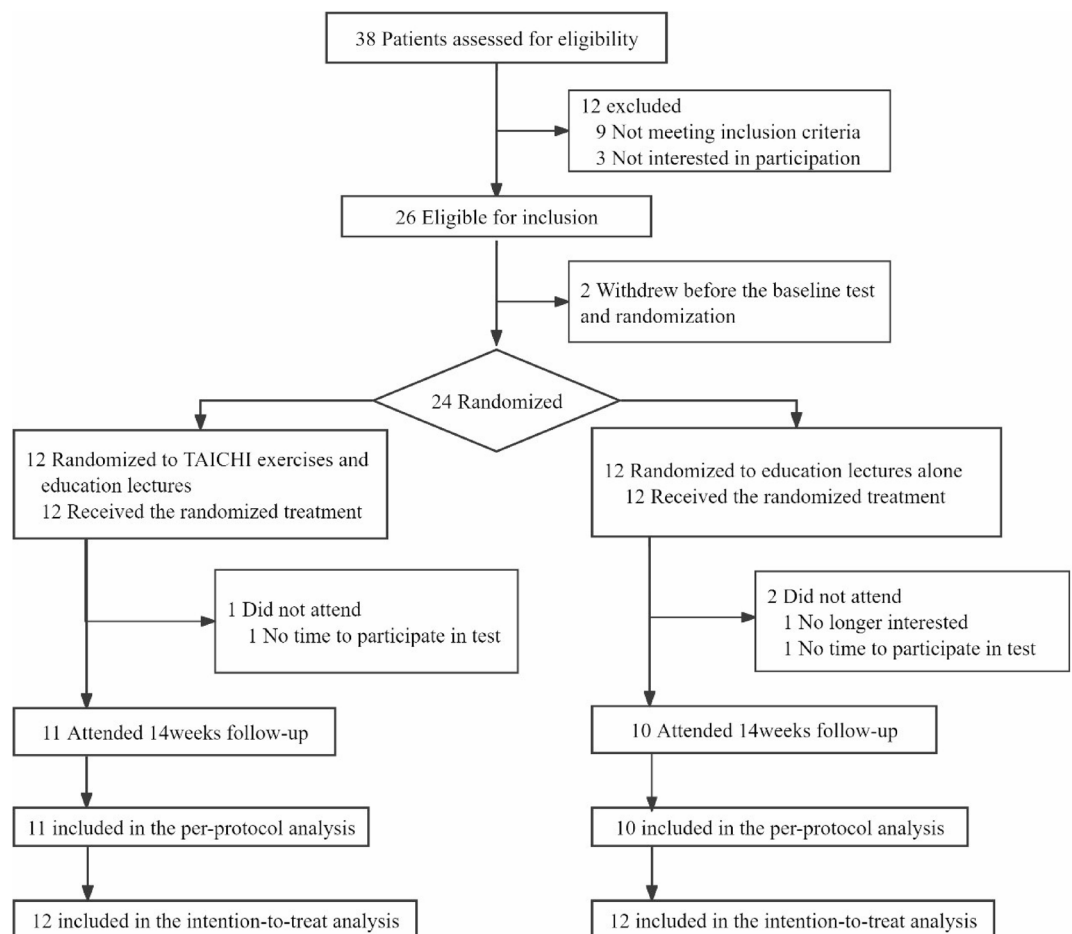 38 Patients assessed for eligibility
12 excluded
9 Not meeting inclusion criteria
3 Not interested in participation
26 Eligible for inclusion
2 Withdrew before the baseline test
and randomization
24 Randomized
12 Randomized to TAICHI exercises and
education lectures
12 Received the randomized treatment
12 Randomized to education lectures alone
12 Received the randomized treatment
1 Did not attend
1 No time to participate in test
2 Did not attend
1 No longer interested
1 No time to participate in test
11 Attended 14weeks follow-up
10 Attended 14weeks follow-up
11 included in the per-protocol analysis
10 included in the per-protocol analysis
12 included in the intention-to-treat analysis
12 included in the intention-to-treat analysis